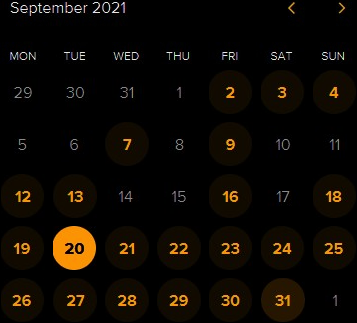 September 2021
MON TUE WED THU FRI SAT SUN
29 30 31 1 2 3 4
5 6 7 8 9 10 11
12 13 14 15 16 17 18
19 20 21 22 23 24 25
26 27 28 29 30 31 1